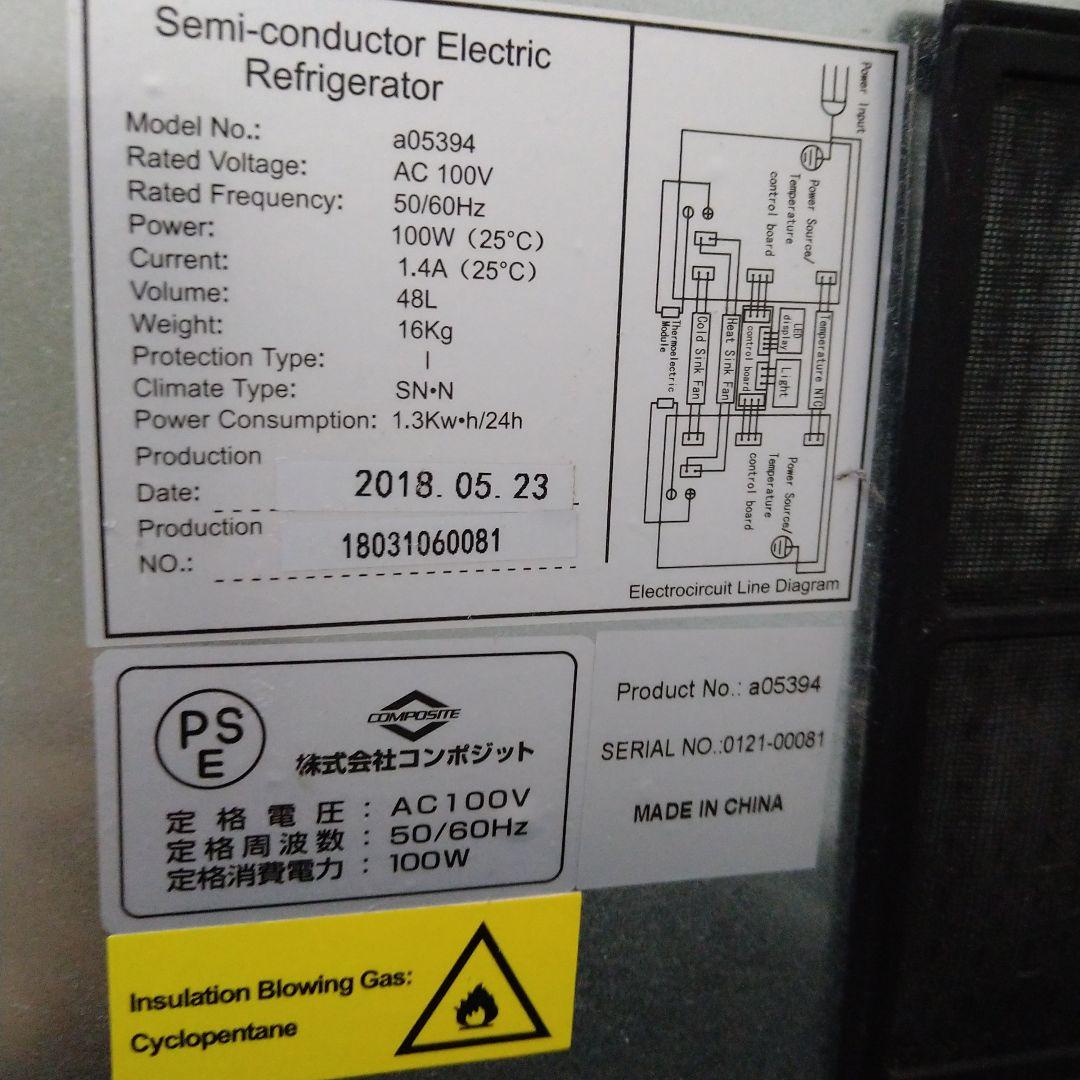 Semi-conductor Electric
Refrigerator
Model No.: a05394
Rated Voltage: AC 100V
Rated Frequency: 50/60Hz
Power: 100W (25°C)
Current: 1.4A (25°C)
Volume: 48L
Weight: 16Kg
Protection Type: I
Climate Type: SN•N
Power Consumption: 1.3Kw•h/24h
Production
Date: 2018.05.23
Production
NO.: 18031060081
Power Input
Power Source/
Temperature
control board
Thermoelectric
Module
Cold Sink Fan
Heat Sink Fan
control board
LED
display
Light
Temperature NTC
Power Source/
Temperature
control board
Electrocircuit Line Diagram
PS
E
COMPOSITE
株式会社コンポジット
定格電圧：AC100V
定格周波数：50/60Hz
定格消費電力：100W
Product No.: a05394
SERIAL NO.:0121-00081
MADE IN CHINA
Insulation Blowing Gas:
Cyclopentane